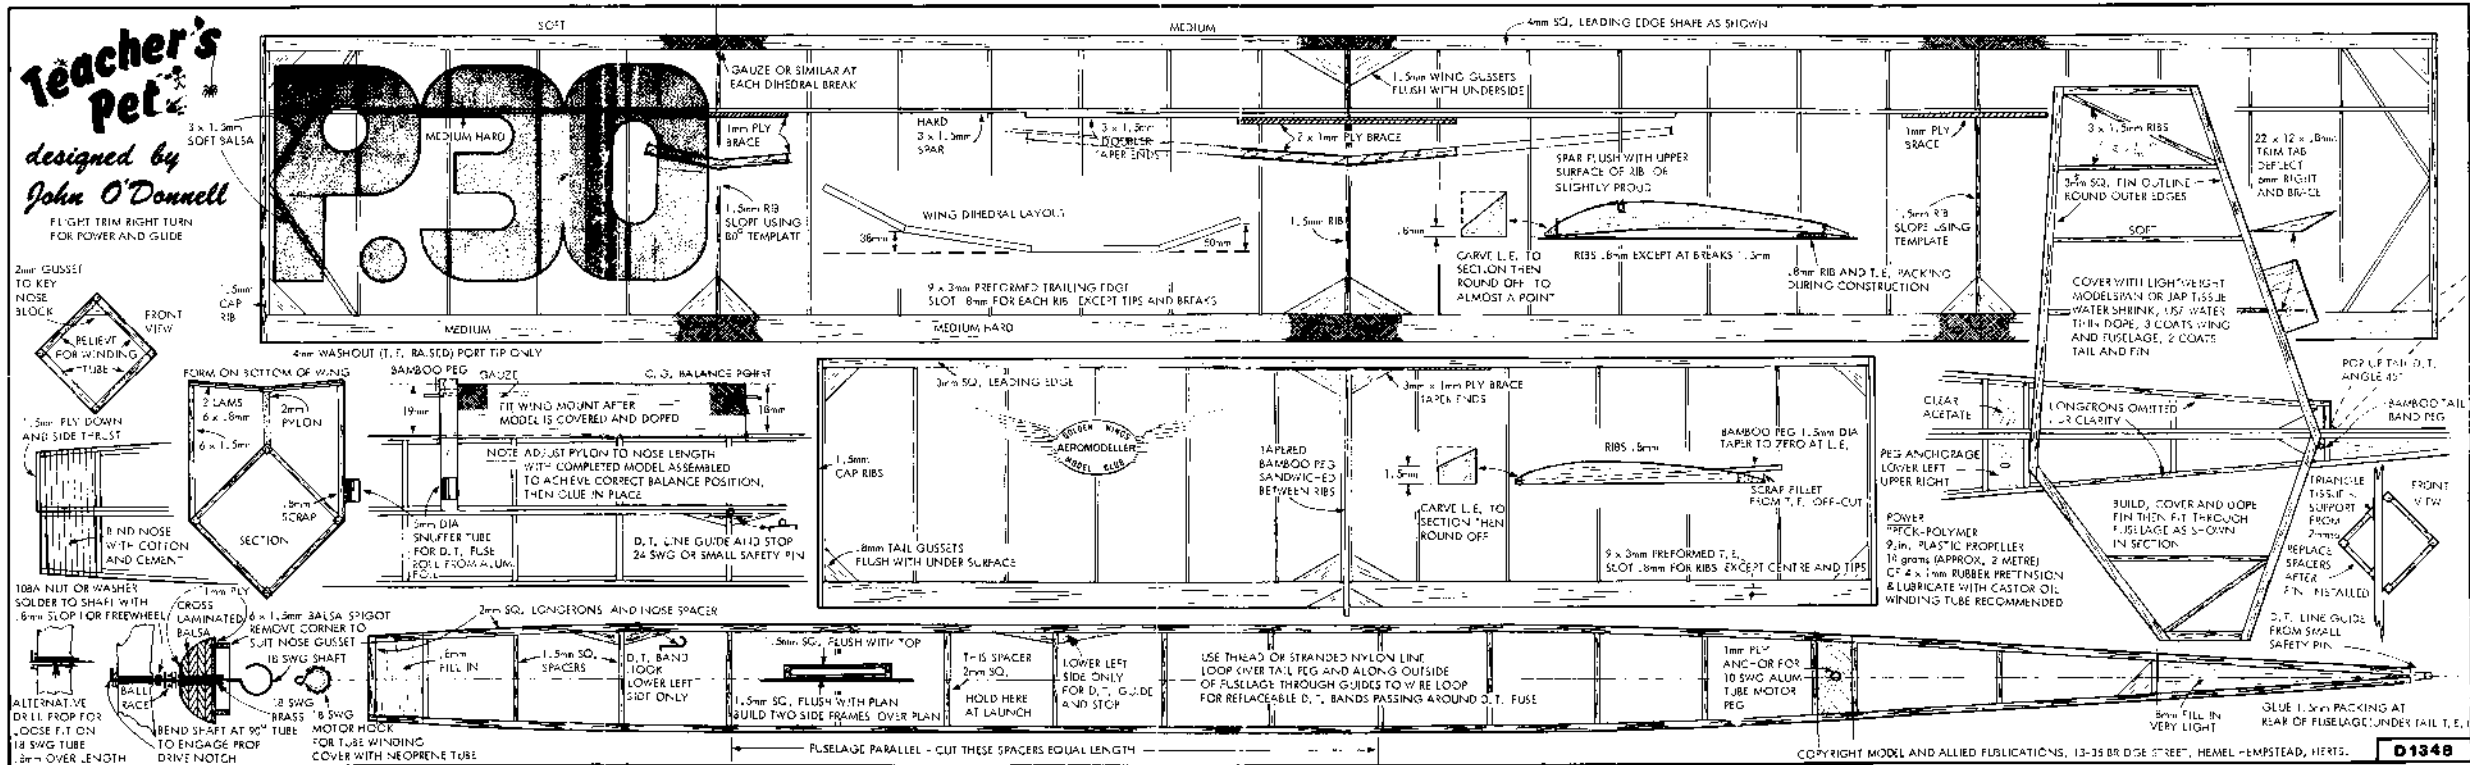 Teacher's
Pet
designed by
John O'Donnell
FLIGHT TRIM RIGHT TURN
FOR POWER AND GLIDE
SOFT
MEDIUM
4mm SQ. LEADING EDGE SHAPE AS SHOWN
P.30
3 x 1.5mm
SOFT BALSA
MEDIUM HARD
GAUZE OR SIMILAR AT
EACH DIHEDRAL BREAK
1mm PLY
BRACE
HARD
3 x 1.5mm
SPAR
3 x 1.5mm
DOUBLER
TAPER ENDS
1.5mm WING GUSSETS
FLUSH WITH UNDERSIDE
2 x 1mm PLY BRACE
SPAR FLUSH WITH UPPER
SURFACE OF RIB OR
SLIGHTLY PROUD
1mm PLY
BRACE
3 x 1.5mm RIBS
22 x 12 x .8mm
TRIM TAB
DEFLECT
6mm RIGHT
AND BRACE
3mm SQ. FIN OUTLINE
ROUND OUTER EDGES
SOFT
1.5mm RIB
SLOPE USING
80° TEMPLATE
WING DIHEDRAL LAYOUT
38mm
50mm
1.5mm RIB
.8mm
CARVE L.E. TO
SECTION THEN
ROUND OFF TO
ALMOST A POINT
RIBS .8mm EXCEPT AT BREAKS 1.5mm
.8mm RIB AND T.E. PACKING
DURING CONSTRUCTION
1.5mm RIB
SLOPE USING
TEMPLATE
COVER WITH LIGHTWEIGHT
MODELSPAN OR JAP TISSUE
WATER SHRINK, USE WATER
THIN DOPE, 3 COATS WING
AND FUSELAGE, 2 COATS
TAIL AND FIN
2mm GUSSET
TO KEY
NOSE
BLOCK
FRONT
VIEW
RELIEVE
FOR WINDING
TUBE
1.5mm
CAP
RIB
9 x 3mm PREFORMED TRAILING EDGE
SLOT .8mm FOR EACH RIB EXCEPT TIPS AND BREAKS
MEDIUM
MEDIUM HARD
4mm WASHOUT (T.E. RAISED) PORT TIP ONLY
FORM ON BOTTOM OF WING
2 LAMS
6 x .8mm
6 x 1.5mm
2mm
PYLON
.8mm
SCRAP
SECTION
BAMBOO PEG
GAUZE
C.G. BALANCE POINT
19mm
18mm
FIT WING MOUNT AFTER
MODEL IS COVERED AND DOPED
NOTE ADJUST PYLON TO NOSE LENGTH
WITH COMPLETED MODEL ASSEMBLED
TO ACHIEVE CORRECT BALANCE POSITION,
THEN GLUE IN PLACE
1.5mm PLY DOWN
AND SIDE THRUST
BIND NOSE
WITH COTTON
AND CEMENT
5mm DIA
SNUFFER TUBE
FOR D.T. FUSE
ROLL FROM ALUM.
FOIL
D.T. LINE GUIDE AND STOP
24 SWG OR SMALL SAFETY PIN
3mm SQ. LEADING EDGE
GOLDEN WINGS
AEROMODELLER
MODEL CLUB
1.5mm
CAP RIBS
.8mm TAIL GUSSETS
FLUSH WITH UNDER SURFACE
TAPERED
BAMBOO PEG
SANDWICHED
BETWEEN RIBS
3mm x 1mm PLY BRACE
TAPER ENDS
1.5mm
CARVE L.E. TO
SECTION THEN
ROUND OFF
RIBS .8mm
BAMBOO PEG 1.5mm DIA
TAPER TO ZERO AT L.E.
SCRAP FILLET
FROM T.E. OFF-CUT
9 x 3mm PREFORMED T.E.
SLOT .8mm FOR RIBS EXCEPT CENTRE AND TIPS
CLEAR
ACETATE
LONGERONS OMITTED
FOR CLARITY
POP UP TAIL D.T.
ANGLE 45°
BAMBOO TAIL
BAND PEG
PEG ANCHORAGE
LOWER LEFT
UPPER RIGHT
POWER
PECK-POLYMER
9½in. PLASTIC PROPELLER
10 grams (APPROX. 2 METRE)
OF 4 x 1mm RUBBER PRETENSION
& LUBRICATE WITH CASTOR OIL
WINDING TUBE RECOMMENDED
BUILD, COVER AND DOPE
FIN THEN FIT THROUGH
FUSELAGE AS SHOWN
IN SECTION
TRIANGLE
TISSUE
SUPPORT
FROM
2mm
FRONT
VIEW
REPLACE
SPACERS
AFTER
FIN INSTALLED
D.T. LINE GUIDE
FROM SMALL
SAFETY PIN
10BA NUT OR WASHER
SOLDER TO SHAFT WITH
.8mm SLOP FOR FREEWHEEL
1mm PLY
CROSS
LAMINATED
BALSA
6 x 1.5mm BALSA SPIGOT
REMOVE CORNER TO
SUIT NOSE GUSSET
18 SWG SHAFT
BALL
RACE
18 SWG
BRASS
TUBE
ALTERNATIVE
DRILL PROP FOR
LOOSE FIT ON
18 SWG TUBE
.8mm OVER LENGTH
BEND SHAFT AT 90°
TO ENGAGE PROP
DRIVE NOTCH
18 SWG
MOTOR HOOK
FOR TUBE WINDING
COVER WITH NEOPRENE TUBE
2mm SQ. LONGERONS AND NOSE SPACER
.8mm
FILL IN
1.5mm SQ.
SPACERS
D.T. BAND
HOOK
LOWER LEFT
SIDE ONLY
1.5mm SQ. FLUSH WITH TOP
1.5mm SQ. FLUSH WITH PLAN
BUILD TWO SIDE FRAMES OVER PLAN
THIS SPACER
2mm SQ.
HOLD HERE
AT LAUNCH
LOWER LEFT
SIDE ONLY
FOR D.T. GUIDE
AND STOP
USE THREAD OR STRANDED NYLON LINE
LOOP OVER TAIL PEG AND ALONG OUTSIDE
OF FUSELAGE THROUGH GUIDES TO WIRE LOOP
FOR REPLACEABLE D.T. BANDS PASSING AROUND D.T. FUSE
1mm PLY
ANCHOR FOR
10 SWG ALUM
TUBE MOTOR
PEG
.8mm FILL IN
VERY LIGHT
GLUE 1.5mm PACKING AT
REAR OF FUSELAGE UNDER TAIL T.E.
FUSELAGE PARALLEL - CUT THESE SPACERS EQUAL LENGTH
COPYRIGHT MODEL AND ALLIED PUBLICATIONS, 13-35 BRIDGE STREET, HEMEL HEMPSTEAD, HERTS.
D1348